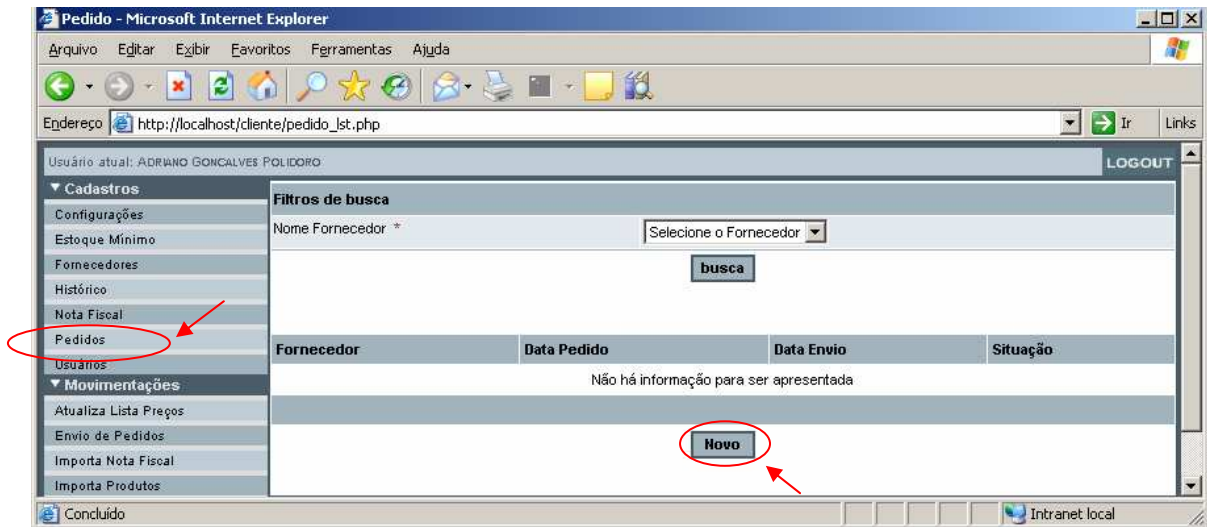 Pedido - Microsoft Internet Explorer
Arquivo Editar Exibir Favoritos Ferramentas Ajuda
Endereço http://localhost/cliente/pedido_lst.php Ir Links
Usuário atual: ADRIANO GONCALVES POLIDORO LOGOUT
Cadastros
Configurações
Estoque Mínimo
Fornecedores
Histórico
Nota Fiscal
Pedidos
Usuários
Movimentações
Atualiza Lista Preços
Envio de Pedidos
Importa Nota Fiscal
Importa Produtos
Filtros de busca
Nome Fornecedor * Selecione o Fornecedor
busca
Fornecedor Data Pedido Data Envio Situação
Não há informação para ser apresentada
Novo
Concluído Intranet local